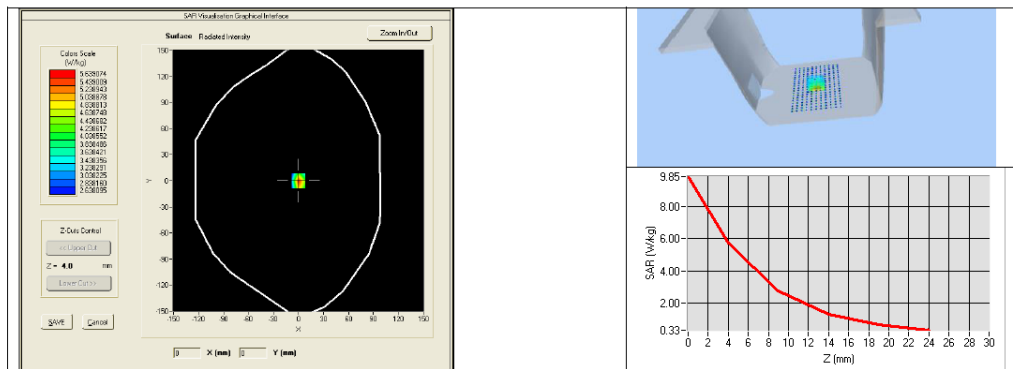 SAR Visualisation Graphical Interface
Surface Radiated Intensity
Zoom In/Out
Colors Scale
(W/kg)
5.639074
5.439009
5.238943
5.038878
4.838813
4.638748
4.438682
4.238617
4.038552
3.838486
3.638421
3.438356
3.238291
3.038225
2.838160
2.638095
Z-Cuts Control
<< Upper Cut
Z = 4.0 mm
Lower Cut >>
SAVE Cancel
150
120
90
60
30
0
-30
-60
-90
-120
-150
Y
-150 -120 -90 -60 -30 0 30 60 90 120 150
X
0 X (mm) 0 Y (mm)
9.85
8.00
6.00
4.00
2.00
0.33
SAR (W/kg)
0 2 4 6 8 10 12 14 16 18 20 22 24 26 28 30
Z (mm)